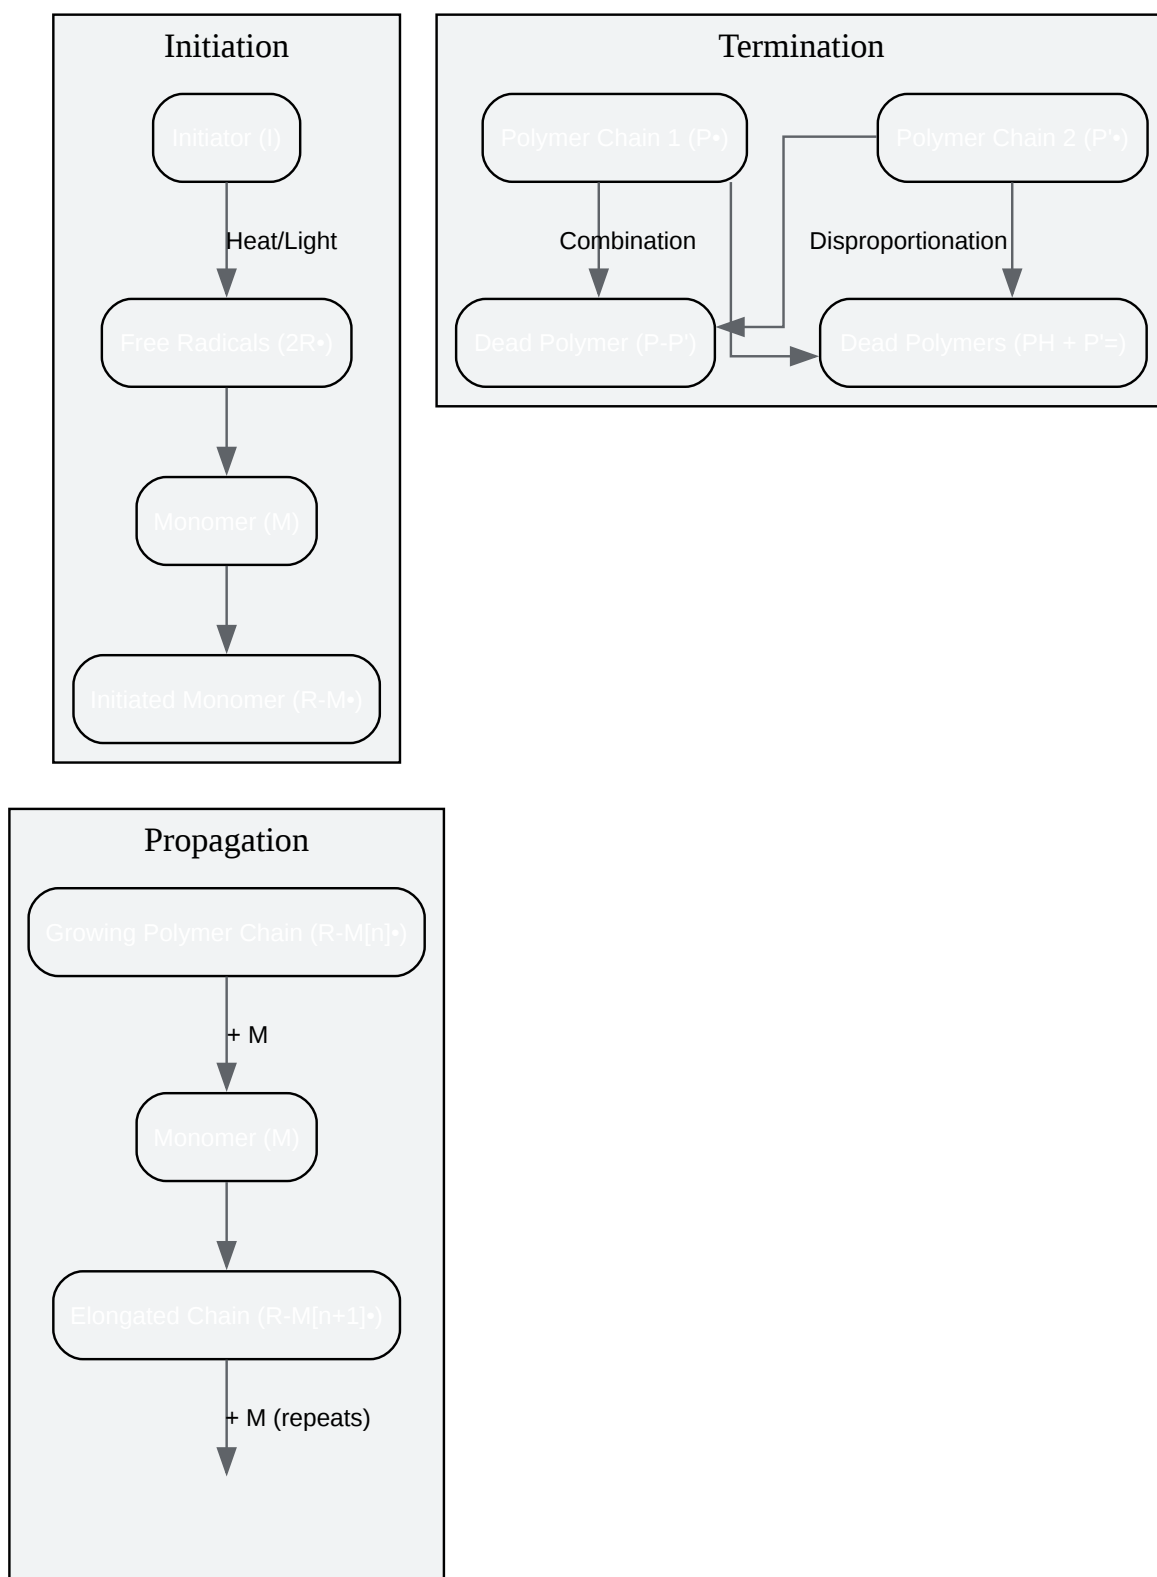 Initiation
Initiator (I)
Heat/Light
Free Radicals (2R•)
Monomer (M)
Initiated Monomer (R-M•)
Termination
Polymer Chain 1 (P•)
Polymer Chain 2 (P'•)
Combination
Disproportionation
Dead Polymer (P-P')
Dead Polymers (PH + P'=)
Propagation
Growing Polymer Chain (R-M[n]•)
+ M
Monomer (M)
Elongated Chain (R-M[n+1]•)
+ M (repeats)